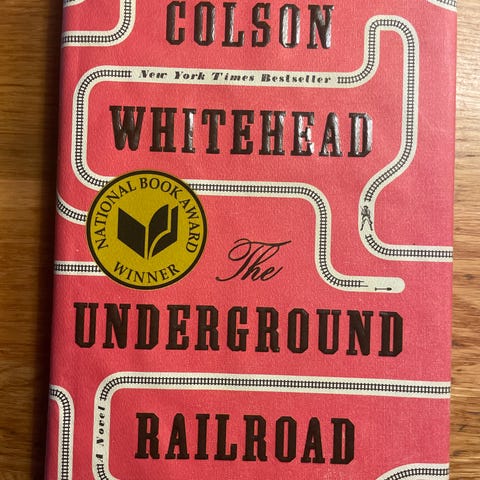 COLSON
New York Times Bestseller
WHITEHEAD
NATIONAL BOOK AWARD
WINNER
The
UNDERGROUND
A Novel
RAILROAD